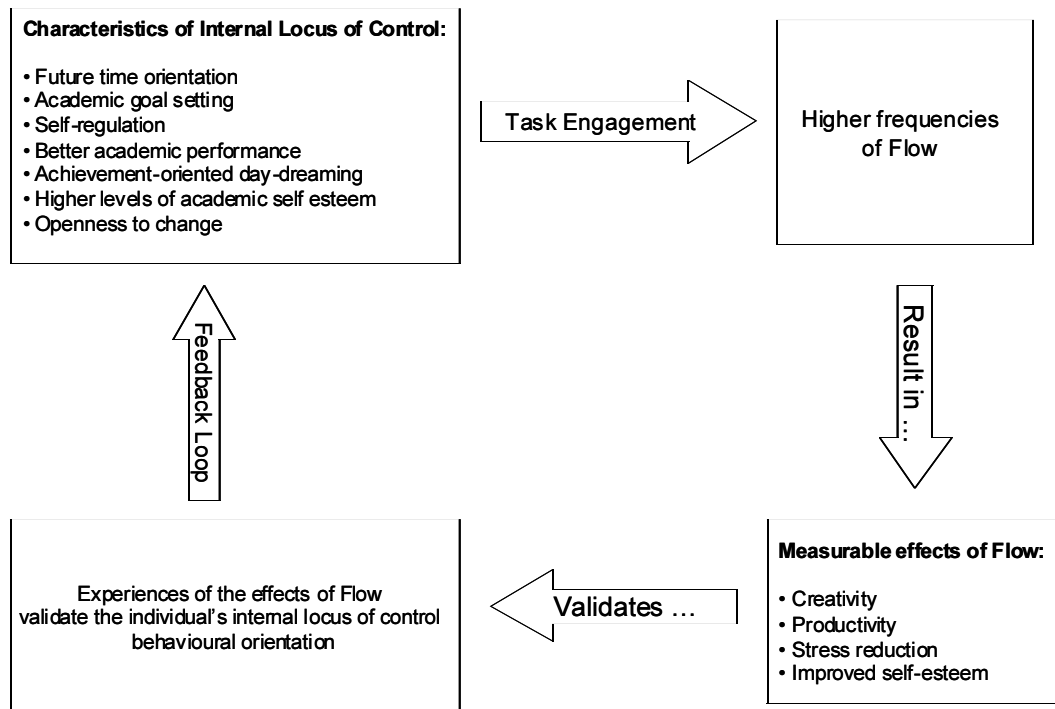 Characteristics of Internal Locus of Control:
• Future time orientation
• Academic goal setting
• Self-regulation
• Better academic performance
• Achievement-oriented day-dreaming
• Higher levels of academic self esteem
• Openness to change
Task Engagement
Higher frequencies
of Flow
Result in ...
Measurable effects of Flow:
• Creativity
• Productivity
• Stress reduction
• Improved self-esteem
Validates ...
Experiences of the effects of Flow
validate the individual's internal locus of control
behavioural orientation
Feedback Loop